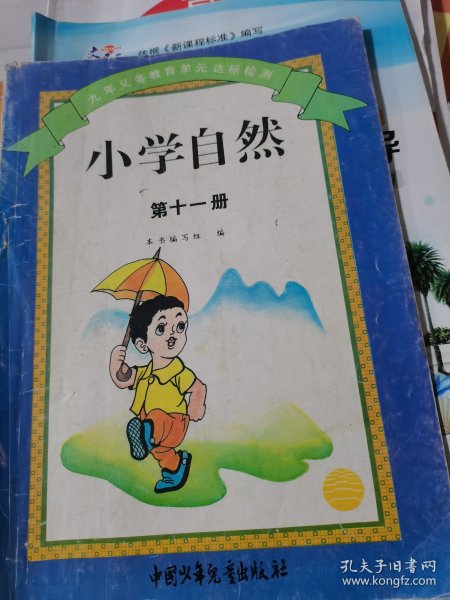 依据《新课程标准》编写
九年义务教育单元达标检测
小学自然
第十一册
本书编写组 编
中国少年儿童出版社
导
孔夫子旧书网
book.kongfz.com